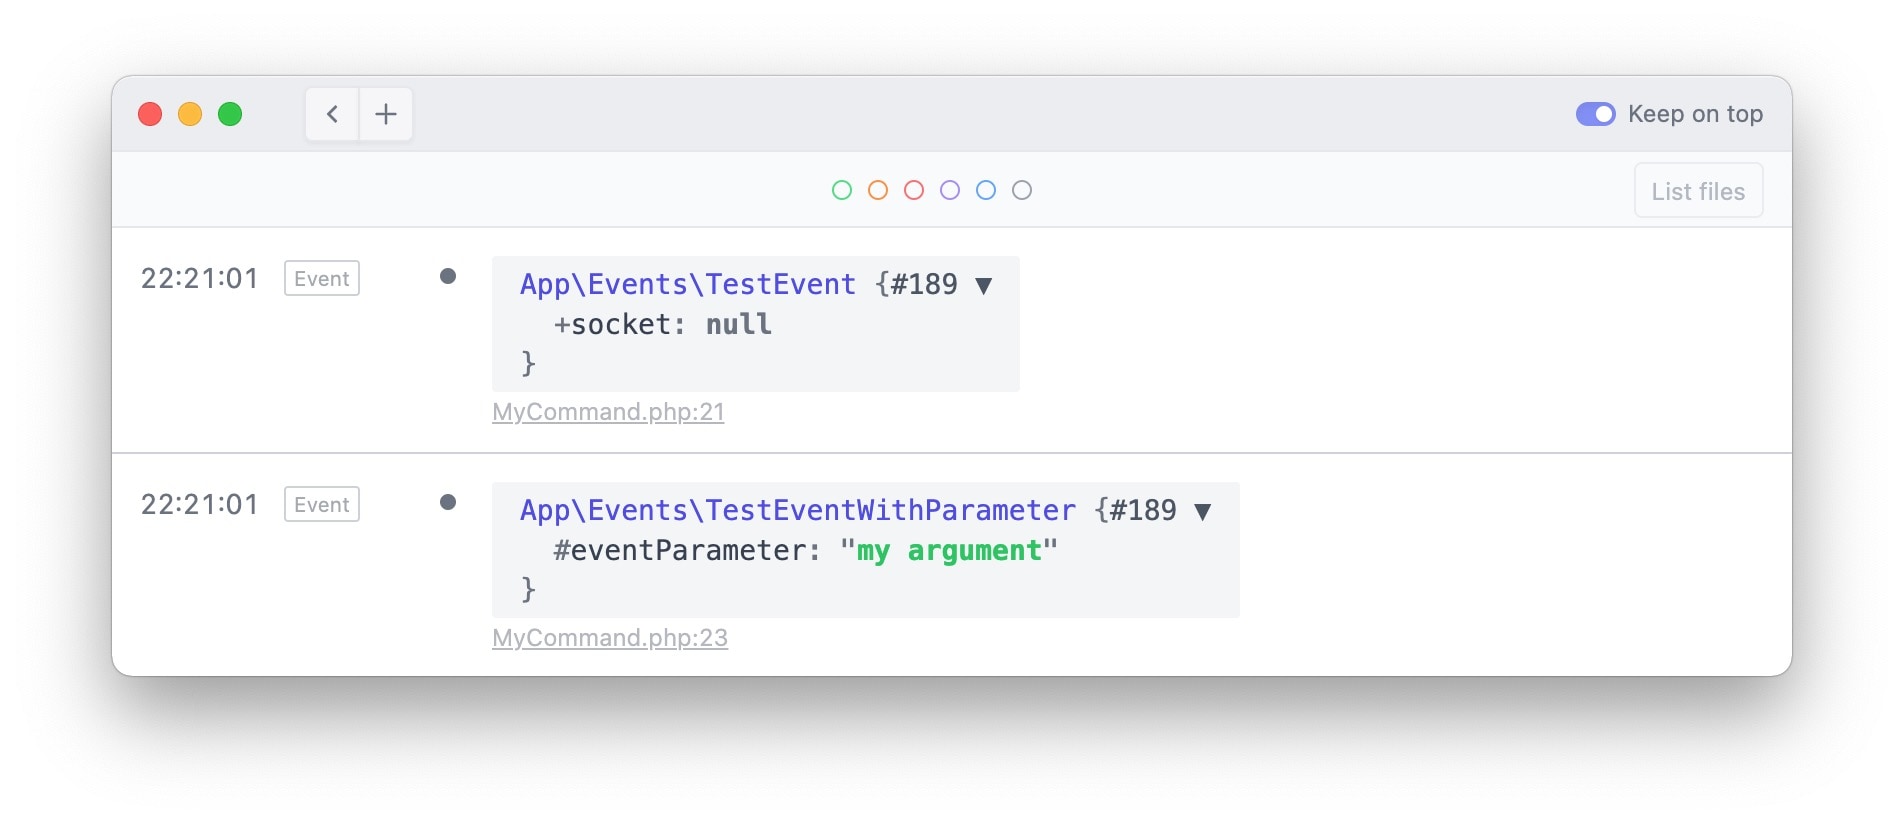 Keep on top
List files
22:21:01 Event App\Events\TestEvent {#189 ▼
+socket: null
}
MyCommand.php:21
22:21:01 Event App\Events\TestEventWithParameter {#189 ▼
#eventParameter: "my argument"
}
MyCommand.php:23